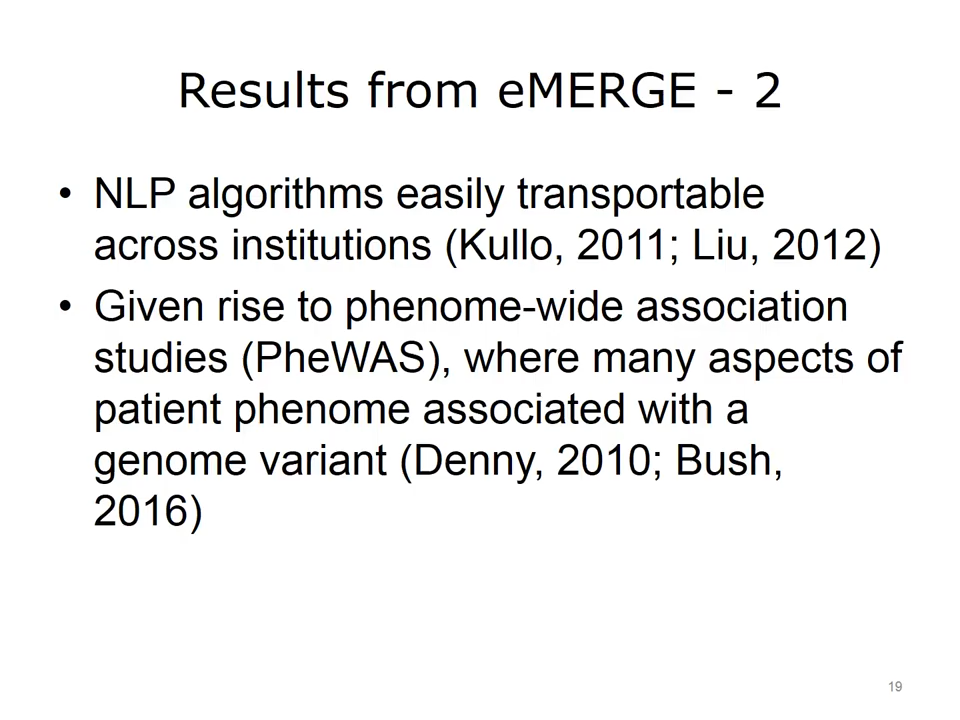 Results from eMERGE - 2
• NLP algorithms easily transportable
across institutions (Kullo, 2011; Liu, 2012)
• Given rise to phenome-wide association
studies (PheWAS), where many aspects of
patient phenome associated with a
genome variant (Denny, 2010; Bush,
2016)
19